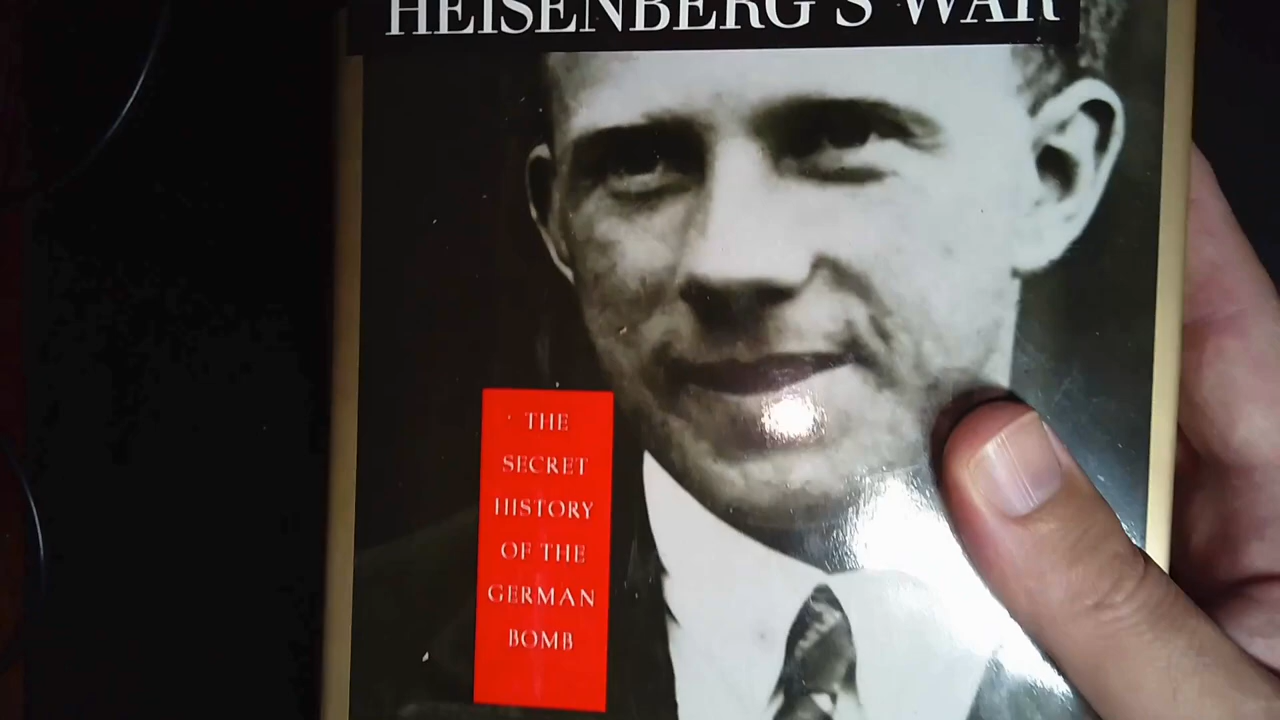 HEISENBERG'S WAR
THE
SECRET
HISTORY
OF THE
GERMAN
BOMB